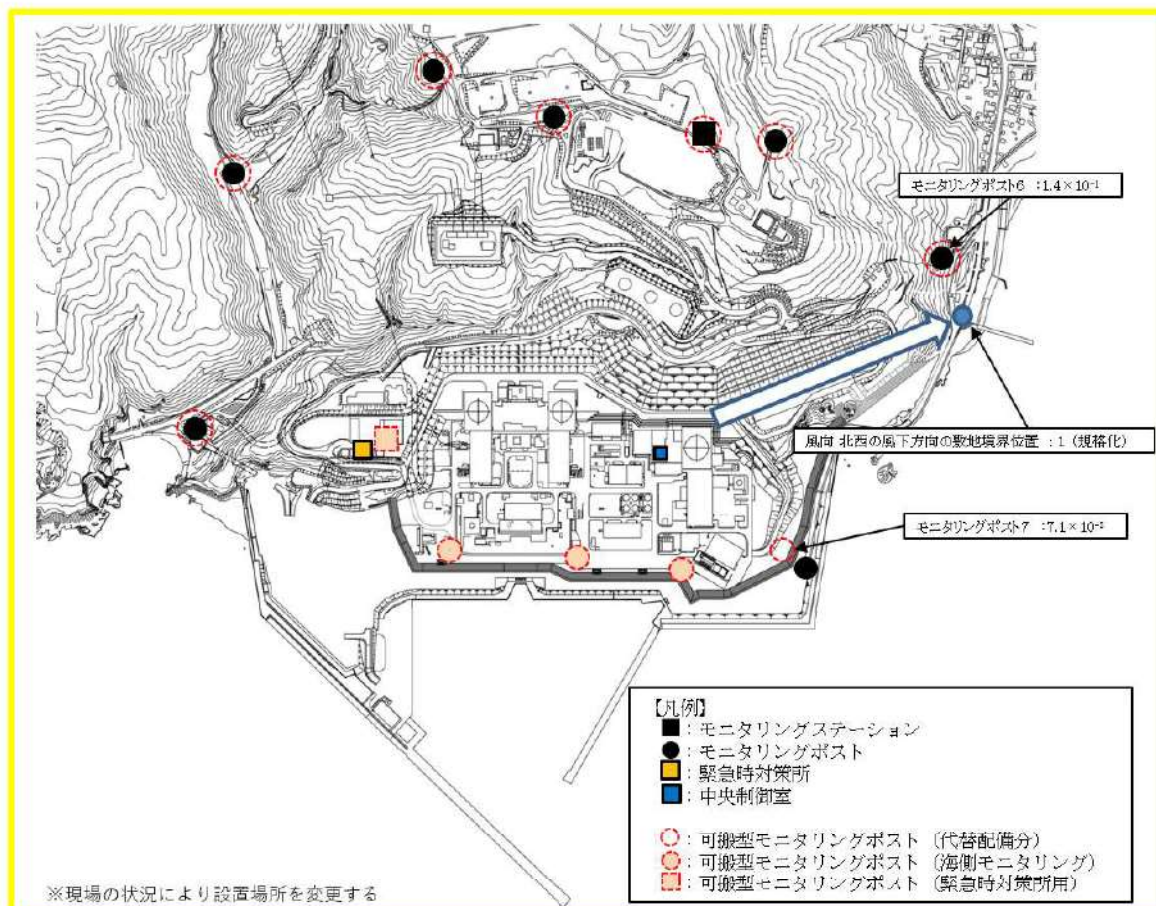 モニタリングポスト6 :1.4×10⁻¹
風向 北西の風下方向の敷地境界位置 :1(規格化)
モニタリングポスト7 :7.1×10⁻²
【凡例】
■:モニタリングステーション
●:モニタリングポスト
:緊急時対策所
:中央制御室
:可搬型モニタリングポスト(代替配備分)
:可搬型モニタリングポスト(海側モニタリング)
:可搬型モニタリングポスト(緊急時対策所用)
※現場の状況により設置場所を変更する